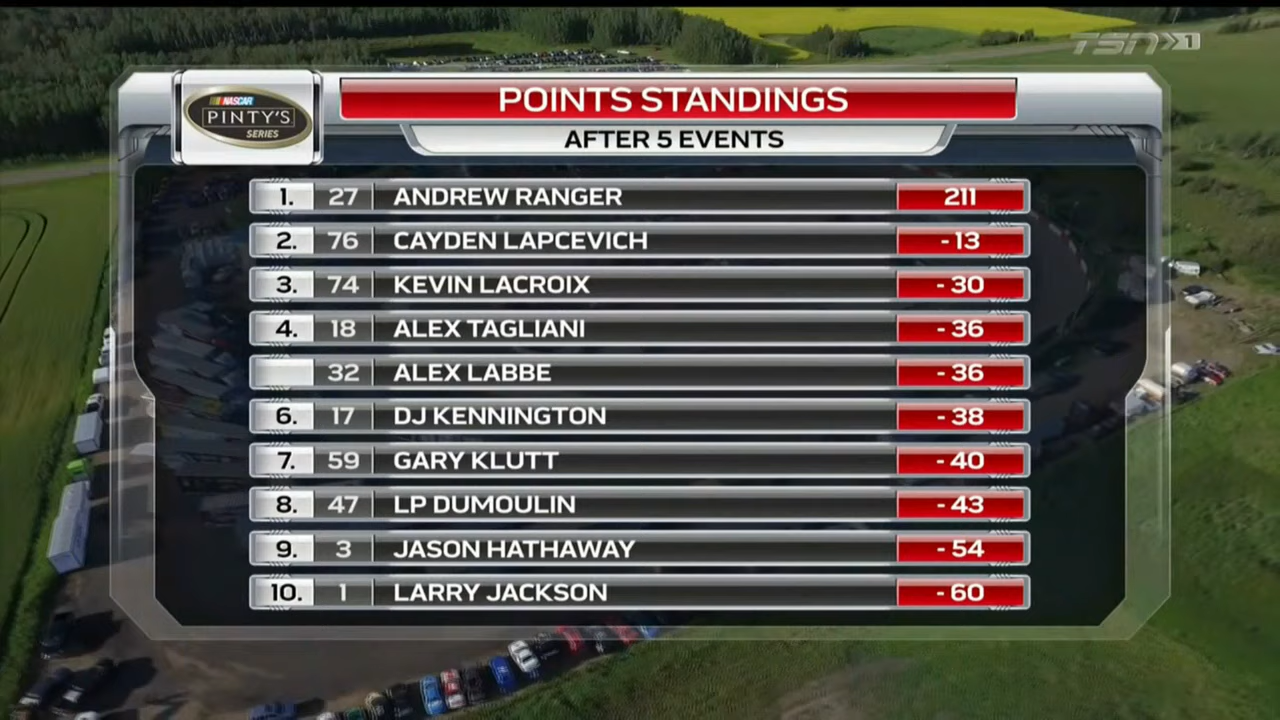 TSN 1
NASCAR
PINTY'S
SERIES
POINTS STANDINGS
AFTER 5 EVENTS
1. 27 ANDREW RANGER 211
2. 76 CAYDEN LAPCEVICH - 13
3. 74 KEVIN LACROIX - 30
4. 18 ALEX TAGLIANI - 36
32 ALEX LABBE - 36
6. 17 DJ KENNINGTON - 38
7. 59 GARY KLUTT - 40
8. 47 LP DUMOULIN - 43
9. 3 JASON HATHAWAY - 54
10. 1 LARRY JACKSON - 60